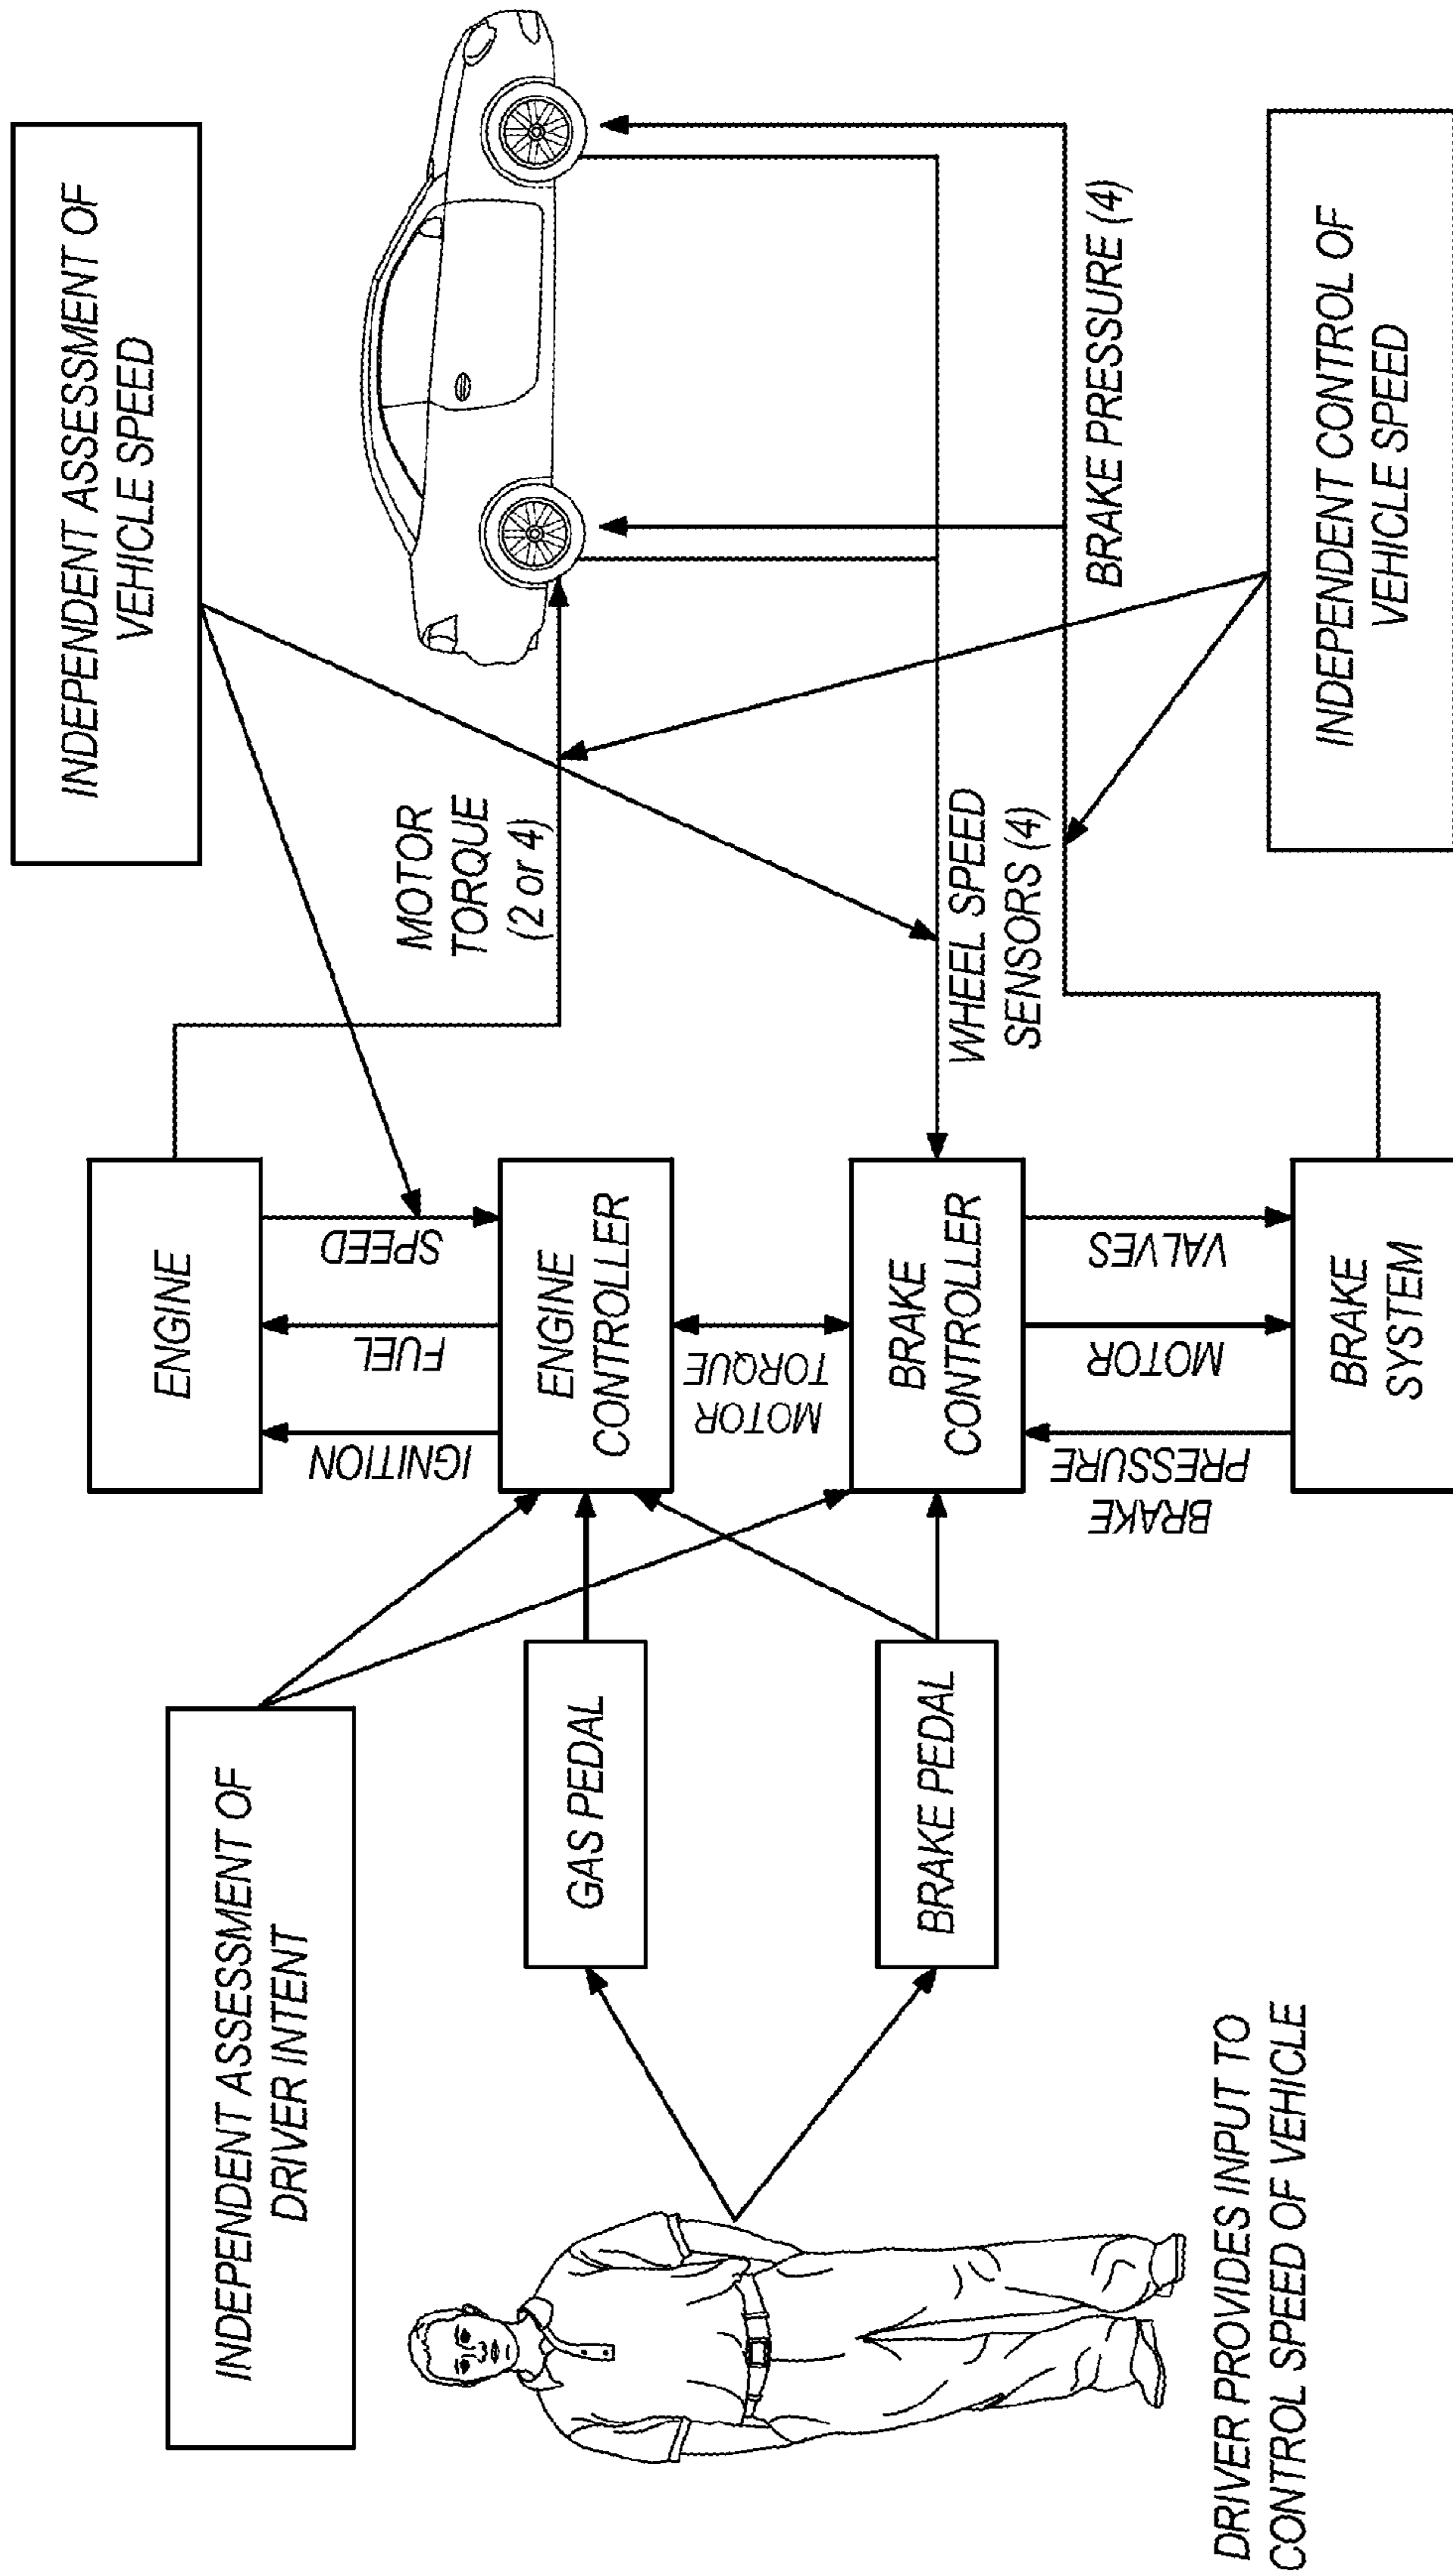 INDEPENDENT ASSESSMENT OF
DRIVER INTENT
INDEPENDENT ASSESSMENT OF
VEHICLE SPEED
ENGINE
IGNITION
FUEL
SPEED
MOTOR
TORQUE
(2 or 4)
GAS PEDAL
ENGINE
CONTROLLER
MOTOR
TORQUE
BRAKE PEDAL
BRAKE
CONTROLLER
WHEEL SPEED
SENSORS (4)
BRAKE
PRESSURE
MOTOR
VALVES
BRAKE PRESSURE (4)
BRAKE
SYSTEM
INDEPENDENT CONTROL OF
VEHICLE SPEED
DRIVER PROVIDES INPUT TO
CONTROL SPEED OF VEHICLE